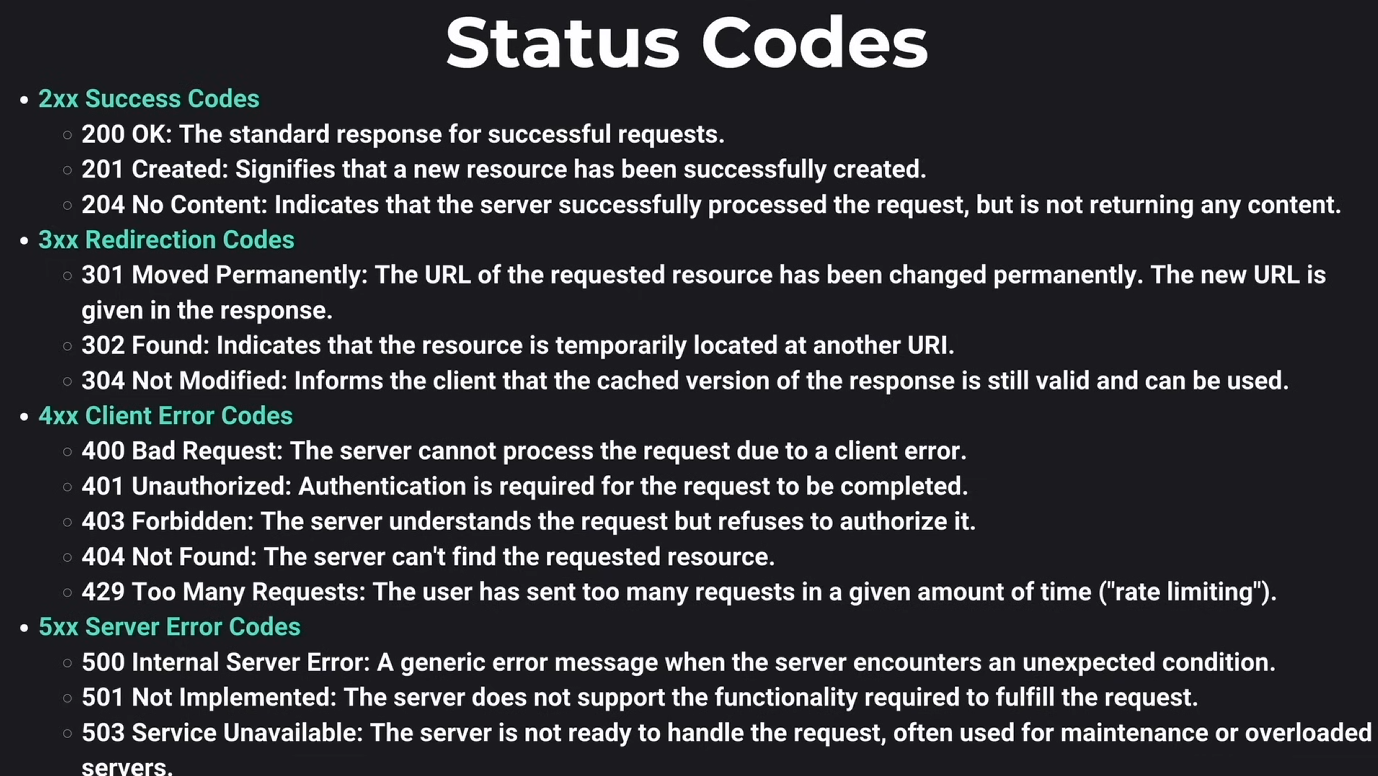 Status Codes
• 2xx Success Codes
◦ 200 OK: The standard response for successful requests.
◦ 201 Created: Signifies that a new resource has been successfully created.
◦ 204 No Content: Indicates that the server successfully processed the request, but is not returning any content.
• 3xx Redirection Codes
◦ 301 Moved Permanently: The URL of the requested resource has been changed permanently. The new URL is
given in the response.
◦ 302 Found: Indicates that the resource is temporarily located at another URI.
◦ 304 Not Modified: Informs the client that the cached version of the response is still valid and can be used.
• 4xx Client Error Codes
◦ 400 Bad Request: The server cannot process the request due to a client error.
◦ 401 Unauthorized: Authentication is required for the request to be completed.
◦ 403 Forbidden: The server understands the request but refuses to authorize it.
◦ 404 Not Found: The server can't find the requested resource.
◦ 429 Too Many Requests: The user has sent too many requests in a given amount of time ("rate limiting").
• 5xx Server Error Codes
◦ 500 Internal Server Error: A generic error message when the server encounters an unexpected condition.
◦ 501 Not Implemented: The server does not support the functionality required to fulfill the request.
◦ 503 Service Unavailable: The server is not ready to handle the request, often used for maintenance or overloaded
servers.